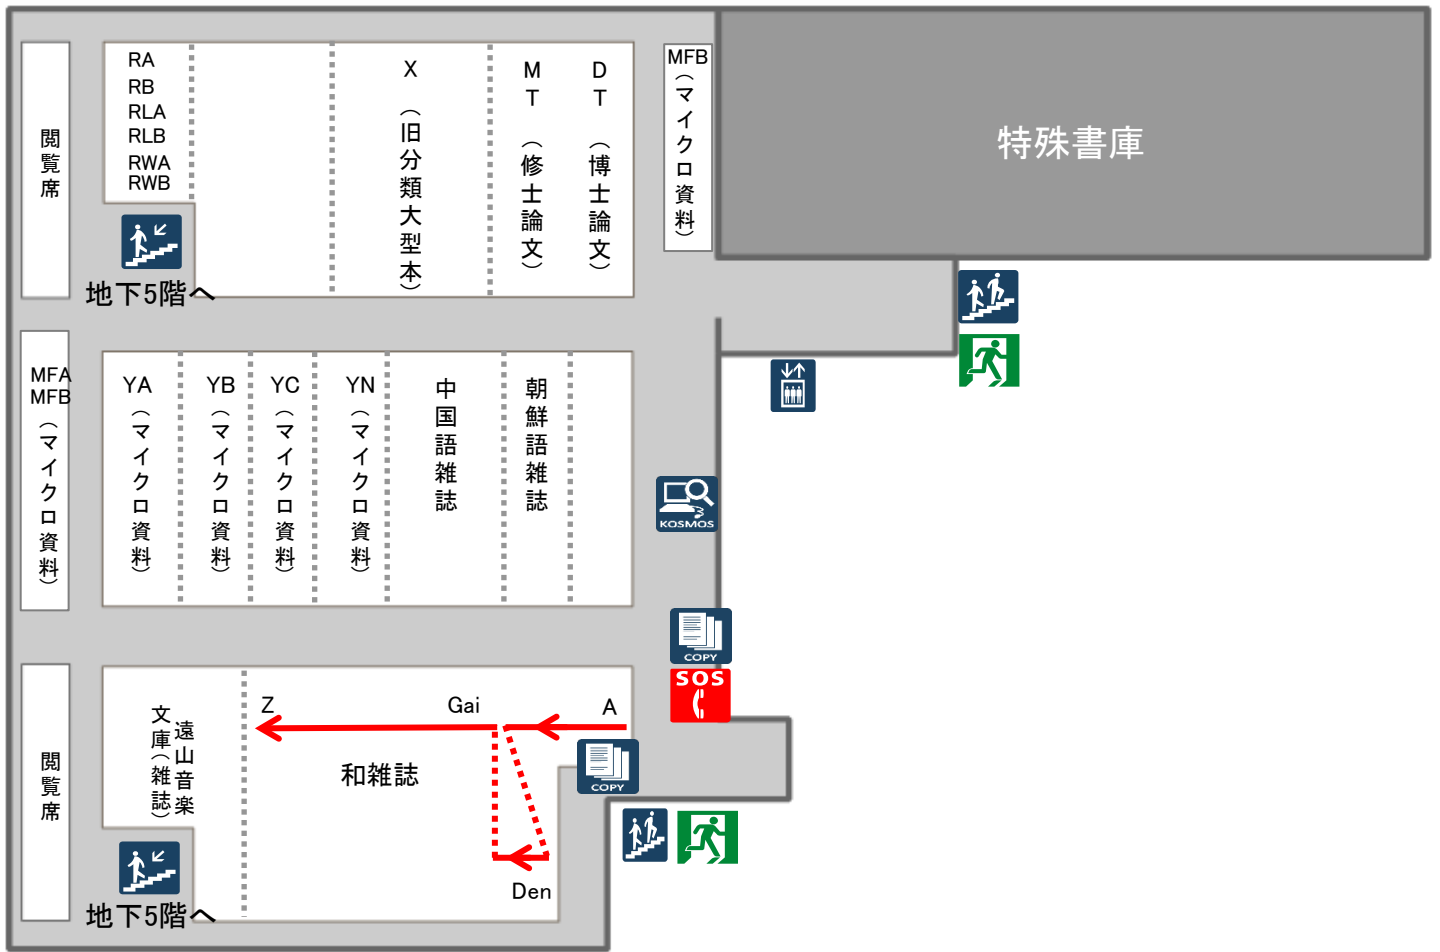 閲覧席
RA
RB
RLA
RLB
RWA
RWB
X（旧分類大型本）
MT（修士論文）
DT（博士論文）
MFB（マイクロ資料）
特殊書庫
地下5階へ
MFA
MFB（マイクロ資料）
YA（マイクロ資料）
YB（マイクロ資料）
YC（マイクロ資料）
YN（マイクロ資料）
中国語雑誌
朝鮮語雑誌
KOSMOS
COPY
SOS
閲覧席
遠山音楽
文庫（雑誌）
Z
Gai
A
和雑誌
COPY
Den
地下5階へ